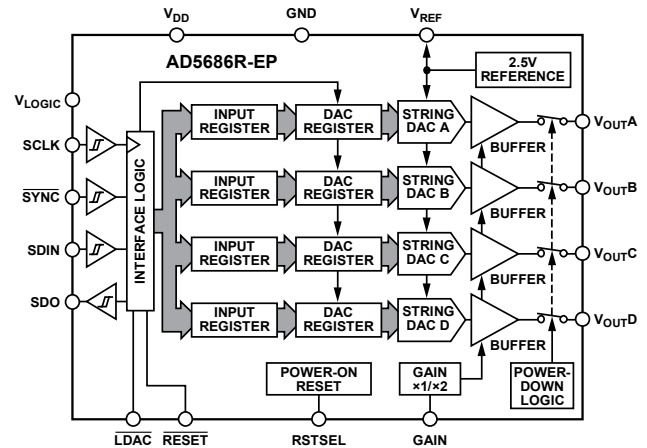 VDD
GND
VREF
AD5686R-EP
2.5V
REFERENCE
VLOGIC
SCLK
SYNC
SDIN
SDO
INTERFACE LOGIC
INPUT
REGISTER
DAC
REGISTER
STRING
DAC A
BUFFER
VOUTA
INPUT
REGISTER
DAC
REGISTER
STRING
DAC B
BUFFER
VOUTB
INPUT
REGISTER
DAC
REGISTER
STRING
DAC C
BUFFER
VOUTC
INPUT
REGISTER
DAC
REGISTER
STRING
DAC D
BUFFER
VOUTD
POWER-ON
RESET
GAIN
×1/×2
POWER-
DOWN
LOGIC
LDAC
RESET
RSTSEL
GAIN